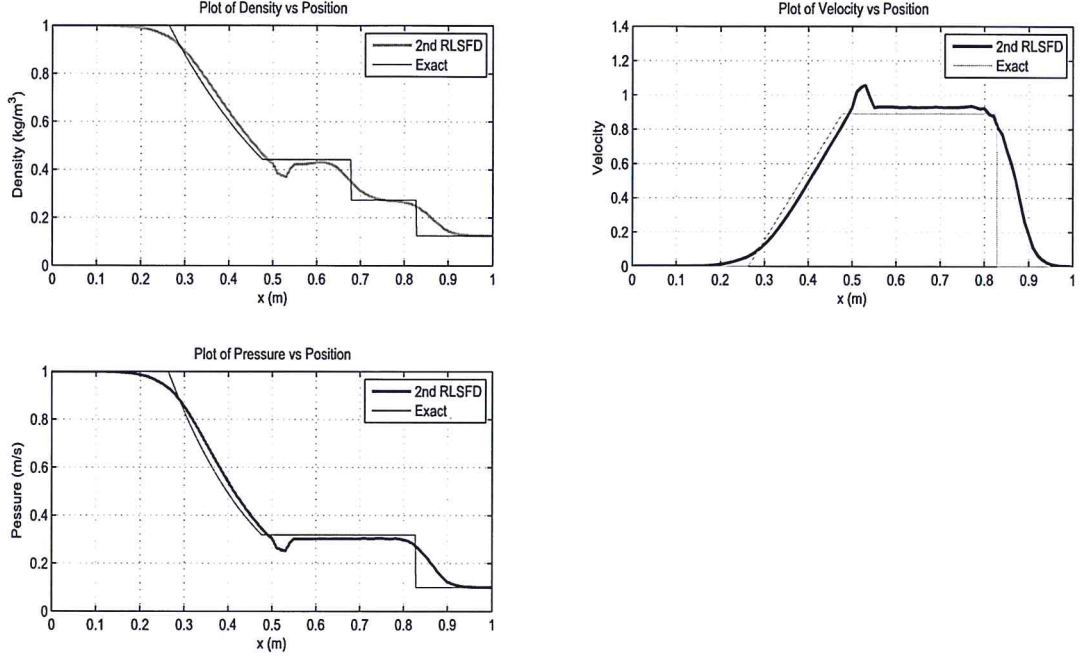 Plot of Density vs Position
1
0.8
0.6
0.4
0.2
0
Density (kg/m³)
2nd RLSFD
Exact
0 0.1 0.2 0.3 0.4 0.5 0.6 0.7 0.8 0.9 1
x (m)
Plot of Velocity vs Position
1.4
1.2
1
0.8
0.6
0.4
0.2
0
Velocity
2nd RLSFD
Exact
0 0.1 0.2 0.3 0.4 0.5 0.6 0.7 0.8 0.9 1
x (m)
Plot of Pressure vs Position
1
0.8
0.6
0.4
0.2
0
Pessure (m/s)
2nd RLSFD
Exact
0 0.1 0.2 0.3 0.4 0.5 0.6 0.7 0.8 0.9 1
x (m)